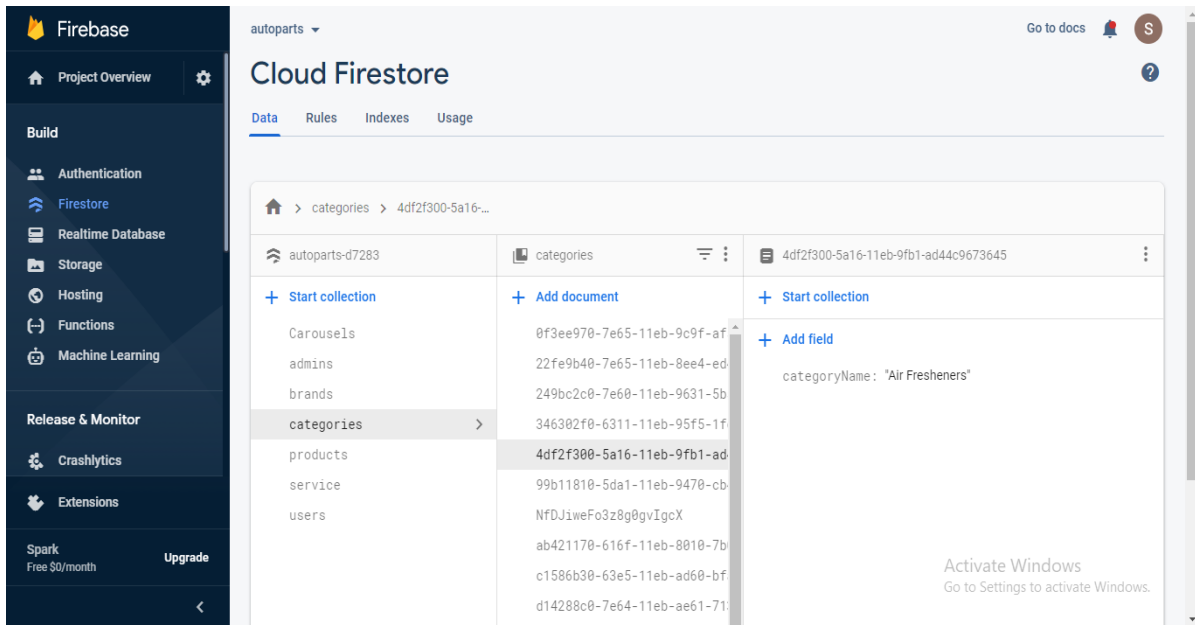 Firebase
Project Overview
Build
Authentication
Firestore
Realtime Database
Storage
Hosting
Functions
Machine Learning
Release & Monitor
Crashlytics
Extensions
Spark
Free $0/month
Upgrade
autoparts
Go to docs
S
Cloud Firestore
?
Data Rules Indexes Usage
> categories > 4df2f300-5a16-...
autoparts-d7283
+ Start collection
Carousels
admins
brands
categories >
products
service
users
categories
+ Add document
0f3ee970-7e65-11eb-9c9f-af
22fe9b40-7e65-11eb-8ee4-ed
249bc2c0-7e60-11eb-9631-5b
346302f0-6311-11eb-95f5-1f
4df2f300-5a16-11eb-9fb1-ad
99b11810-5da1-11eb-9470-cb
NfDJiweFo3z8g0gvIgcX
ab421170-616f-11eb-8010-7b
c1586b30-63e5-11eb-ad60-bf
d14288c0-7e64-11eb-ae61-71
4df2f300-5a16-11eb-9fb1-ad44c9673645
+ Start collection
+ Add field
categoryName: "Air Fresheners"
Activate Windows
Go to Settings to activate Windows.